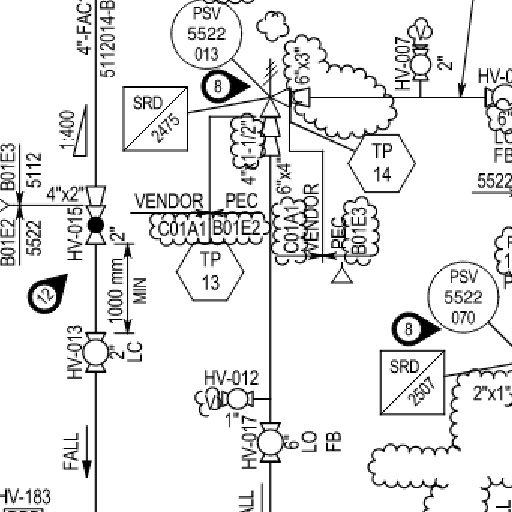 PSV
5522
013
8
SRD
2475
4"-FAC
5112014-B
1:400
B01E3
5112
B01E2
5522
4"x2"
HV-015
2"
VENDOR
PEC
C01A1
B01E2
TP
13
4"x1-1/2"
6"x3"
6"x4"
HV-007
2"
V
TP
14
C01A1
VENDOR
PEC
B01E3
6"
LO
FB
5522
12
1000 mm
MIN
HV-013
2"
LC
HV-012
V
1"
HV-017
6"
LO
FB
FALL
HV-183
PSV
5522
070
8
SRD
2507
2"x1"